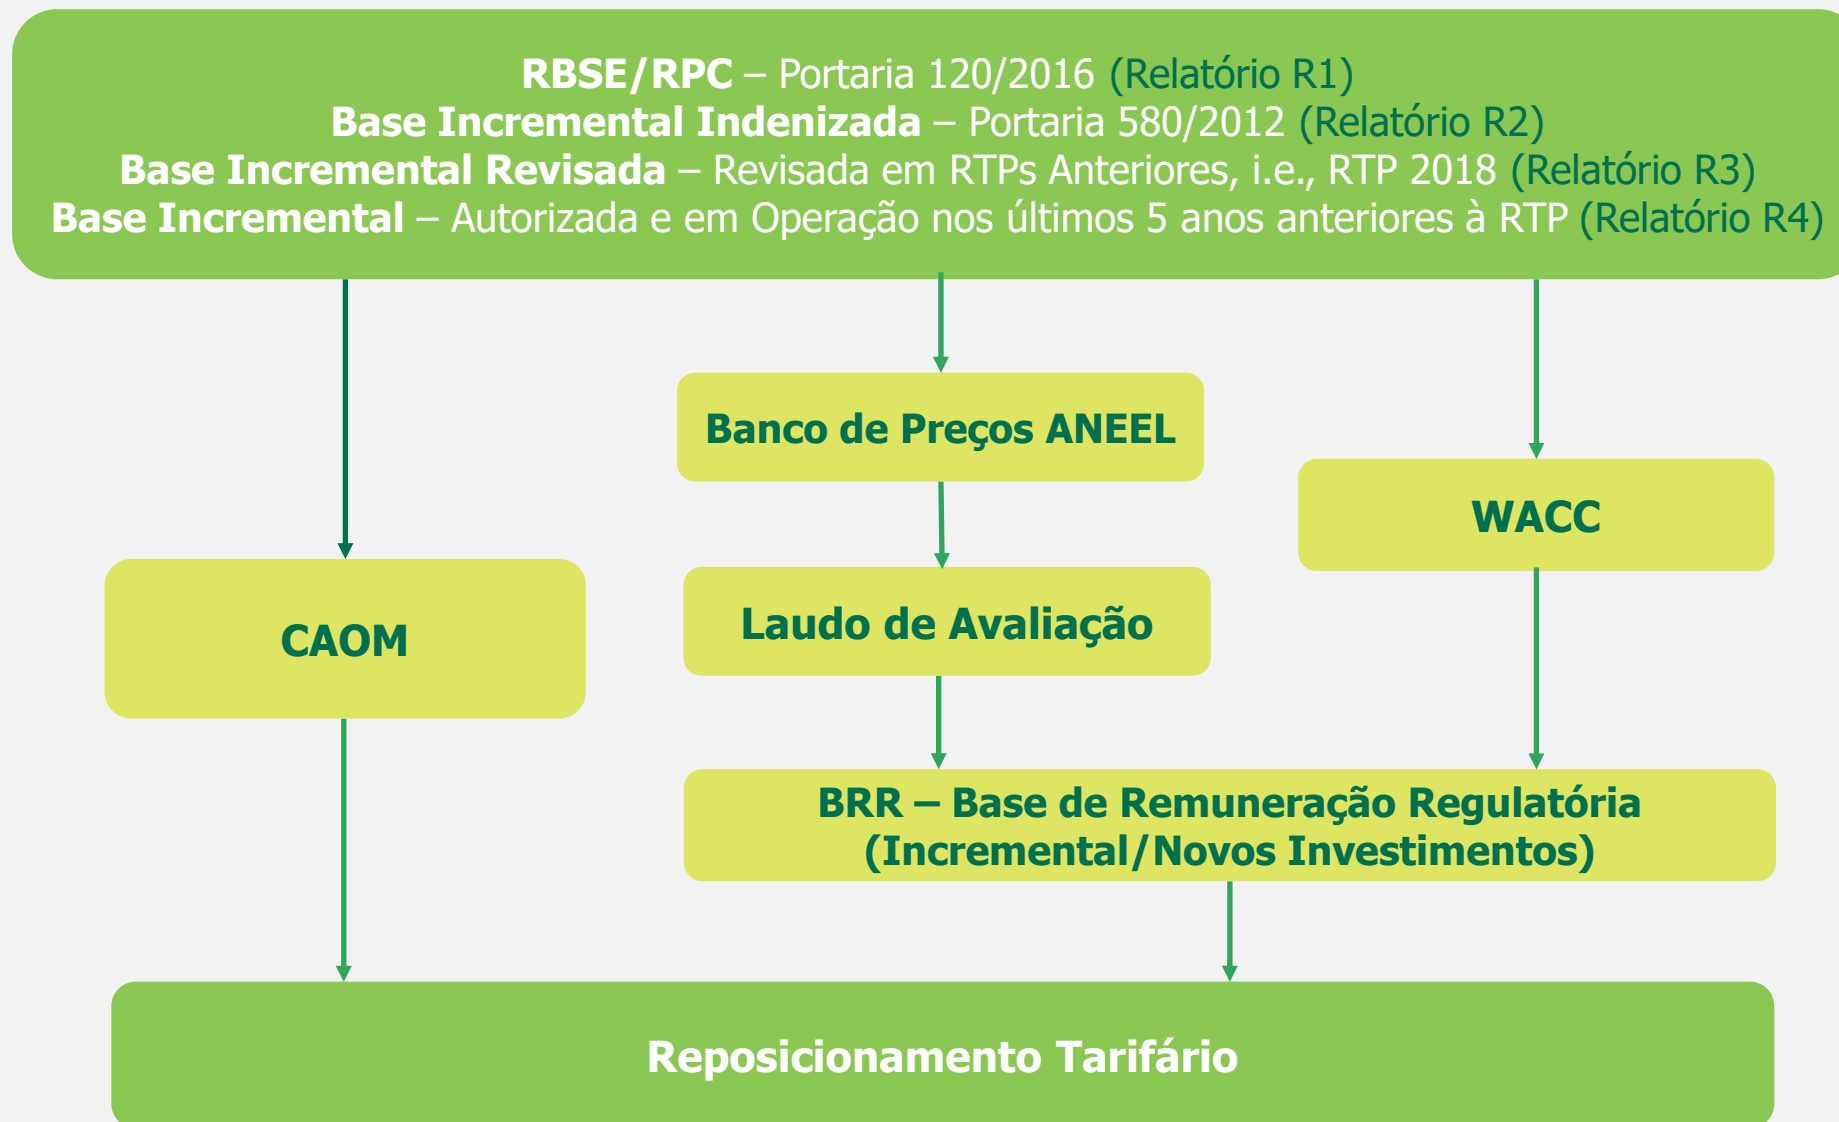 RBSE/RPC – Portaria 120/2016 (Relatório R1)
Base Incremental Indenizada – Portaria 580/2012 (Relatório R2)
Base Incremental Revisada – Revisada em RTPs Anteriores, i.e., RTP 2018 (Relatório R3)
Base Incremental – Autorizada e em Operação nos últimos 5 anos anteriores à RTP (Relatório R4)
Banco de Preços ANEEL
WACC
CAOM
Laudo de Avaliação
BRR – Base de Remuneração Regulatória
(Incremental/Novos Investimentos)
Reposicionamento Tarifário